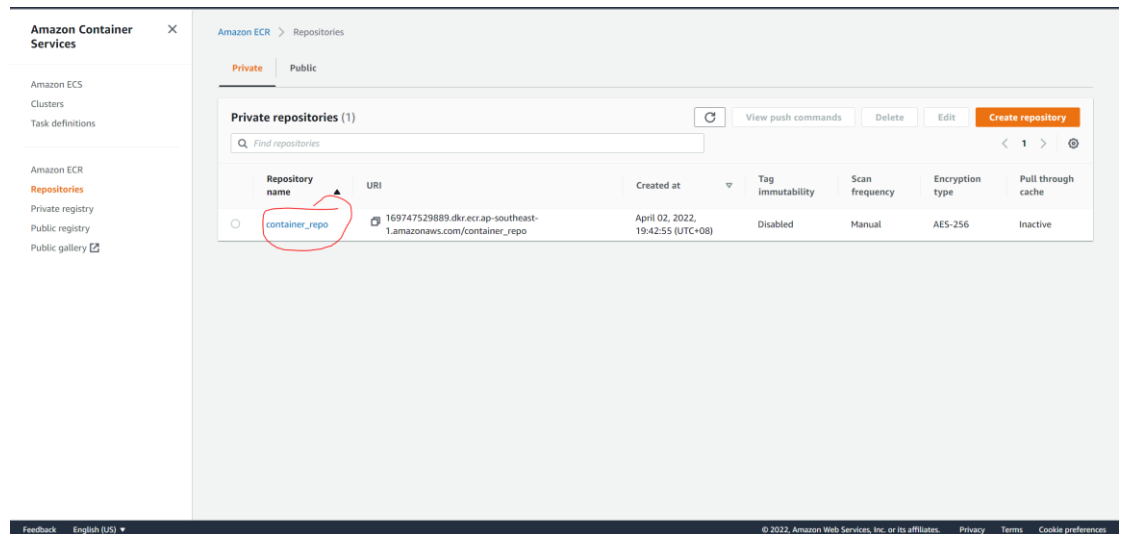 Amazon Container
Services
Amazon ECS
Clusters
Task definitions
Amazon ECR
Repositories
Private registry
Public registry
Public gallery
Amazon ECR > Repositories
Private Public
Private repositories (1)
View push commands Delete Edit Create repository
Find repositories
< 1 >
Repository
name
URI
Created at
Tag
immutability
Scan
frequency
Encryption
type
Pull through
cache
container_repo
169747529889.dkr.ecr.ap-southeast-
1.amazonaws.com/container_repo
April 02, 2022,
19:42:55 (UTC+08)
Disabled
Manual
AES-256
Inactive
Feedback English (US)
© 2022, Amazon Web Services, Inc. or its affiliates. Privacy Terms Cookie preferences